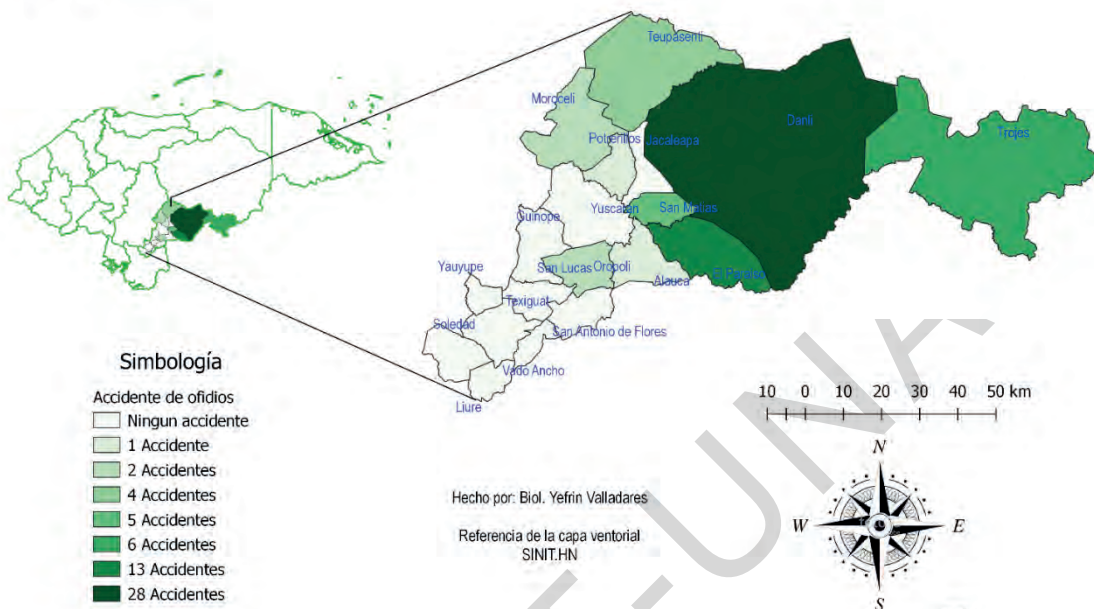 Teupasenti
Morocelí
Danlí
Potrerillos
Jacaleapa
Trojes
Yuscarán
San Matías
Guinope
San Lucas
Oropolí
El Paraíso
Alauca
Yauyupe
Texiguat
Soledad
San Antonio de Flores
Vado Ancho
Liure
Simbología
Accidente de ofidios
Ningun accidente
1 Accidente
2 Accidentes
4 Accidentes
5 Accidentes
6 Accidentes
13 Accidentes
28 Accidentes
Hecho por: Biol. Yefrin Valladares
Referencia de la capa ventorial
SINIT.HN
10 0 10 20 30 40 50 km
N
W E
S
-UNA